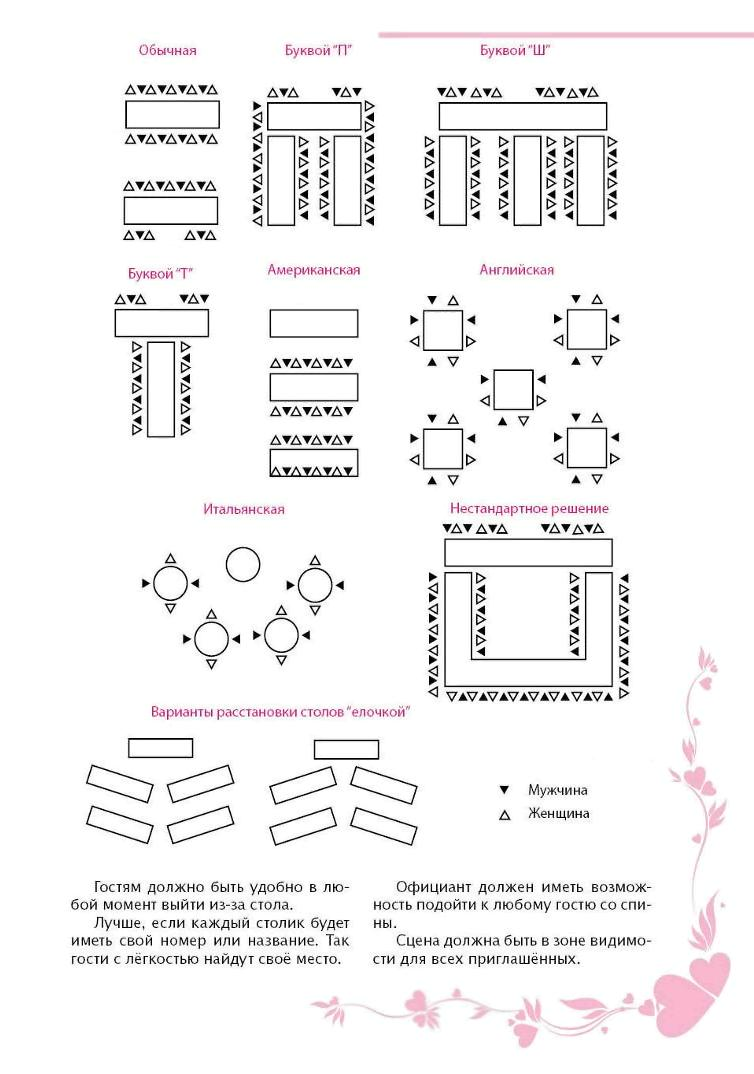 Обычная
Буквой "П"
Буквой "Ш"
Буквой "Т"
Американская
Английская
Итальянская
Нестандартное решение
Варианты расстановки столов "елочкой"
Мужчина
Женщина
Гостям должно быть удобно в лю-
бой момент выйти из-за стола.
Лучше, если каждый столик будет
иметь свой номер или название. Так
гости с лёгкостью найдут своё место.
Официант должен иметь возмож-
ность подойти к любому гостю со спи-
ны.
Сцена должна быть в зоне видимо-
сти для всех приглашённых.